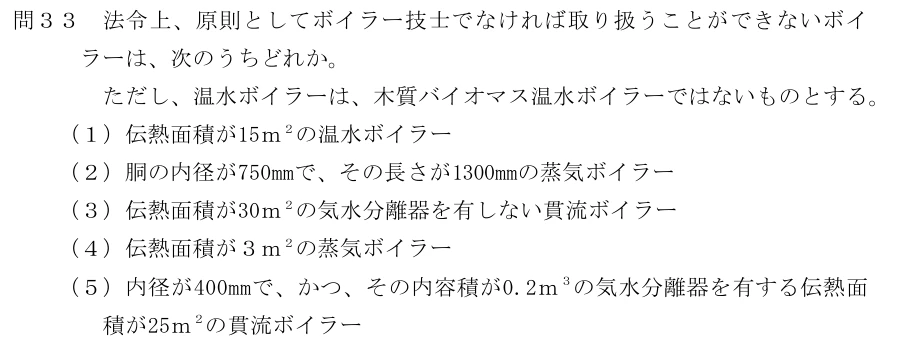 問３３　法令上、原則としてボイラー技士でなければ取り扱うことができないボイ
ラーは、次のうちどれか。
ただし、温水ボイラーは、木質バイオマス温水ボイラーではないものとする。
（１）伝熱面積が15ｍ²の温水ボイラー
（２）胴の内径が750mmで、その長さが1300mmの蒸気ボイラー
（３）伝熱面積が30ｍ²の気水分離器を有しない貫流ボイラー
（４）伝熱面積が３ｍ²の蒸気ボイラー
（５）内径が400mmで、かつ、その内容積が0.2ｍ³の気水分離器を有する伝熱面
積が25ｍ²の貫流ボイラー